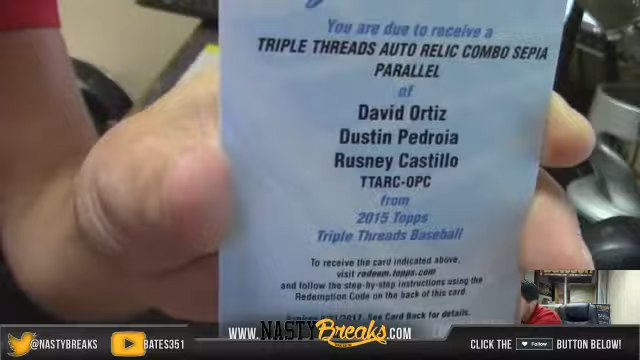 You are due to receive a
TRIPLE THREADS AUTO RELIC COMBO SEPIA
PARALLEL
of
David Ortiz
Dustin Pedroia
Rusney Castillo
TTARC-OPC
from
2015 Topps
Triple Threads Baseball
To receive the card indicated above,
visit redeem.topps.com
and follow the step-by-step instructions using the
Redemption Code on the back of this card.
2017. See Card Back for details.
@NASTYBREAKS
BATES351
WWW.NASTYBreaks.COM
CLICK THE Follow BUTTON BELOW!